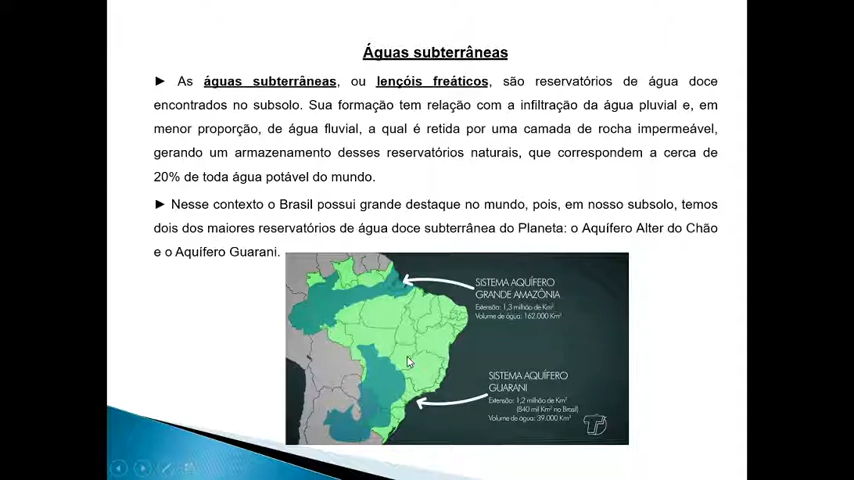 Águas subterrâneas
► As águas subterrâneas, ou lençóis freáticos, são reservatórios de água doce
encontrados no subsolo. Sua formação tem relação com a infiltração da água pluvial e, em
menor proporção, de água fluvial, a qual é retida por uma camada de rocha impermeável,
gerando um armazenamento desses reservatórios naturais, que correspondem a cerca de
20% de toda água potável do mundo.
► Nesse contexto o Brasil possui grande destaque no mundo, pois, em nosso subsolo, temos
dois dos maiores reservatórios de água doce subterrânea do Planeta: o Aquífero Alter do Chão
e o Aquífero Guarani.
SISTEMA AQUÍFERO
GRANDE AMAZÔNIA
Extensão: 1,3 milhão de Km²
Volume de água: 162.000 Km³
SISTEMA AQUÍFERO
GUARANI
Extensão: 1,2 milhão de Km²
(840 mil Km² no Brasil)
Volume de água: 39.000 Km³